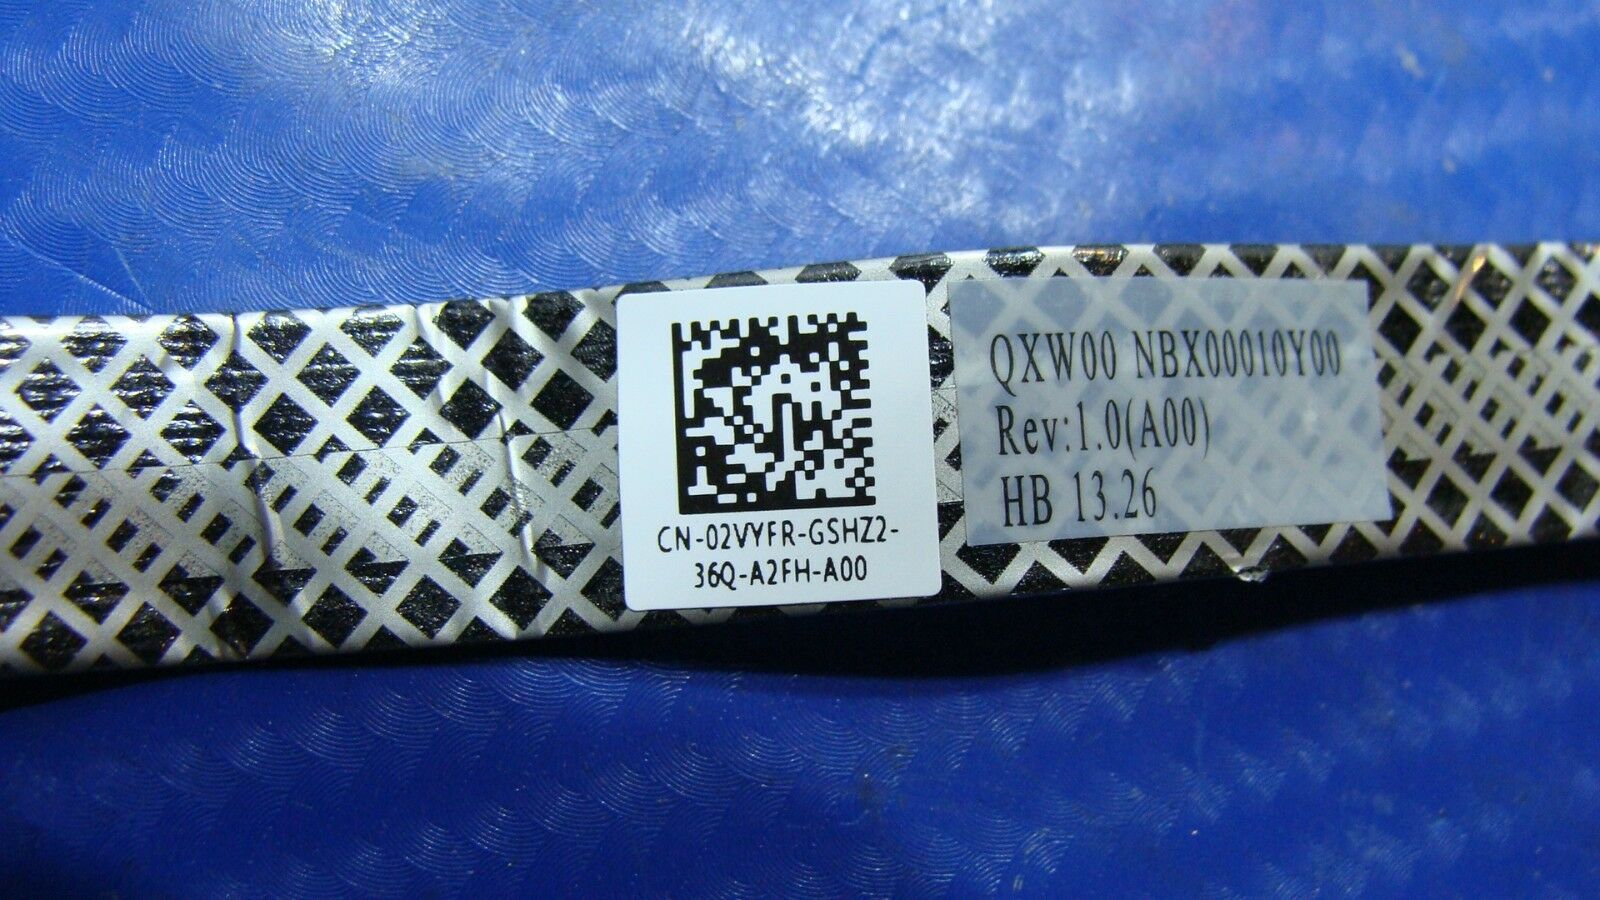 CN-02VYFR-GSHZ2-
36Q-A2FH-A00
QXW00 NBX00010Y00
Rev:1.0(A00)
HB 13.26